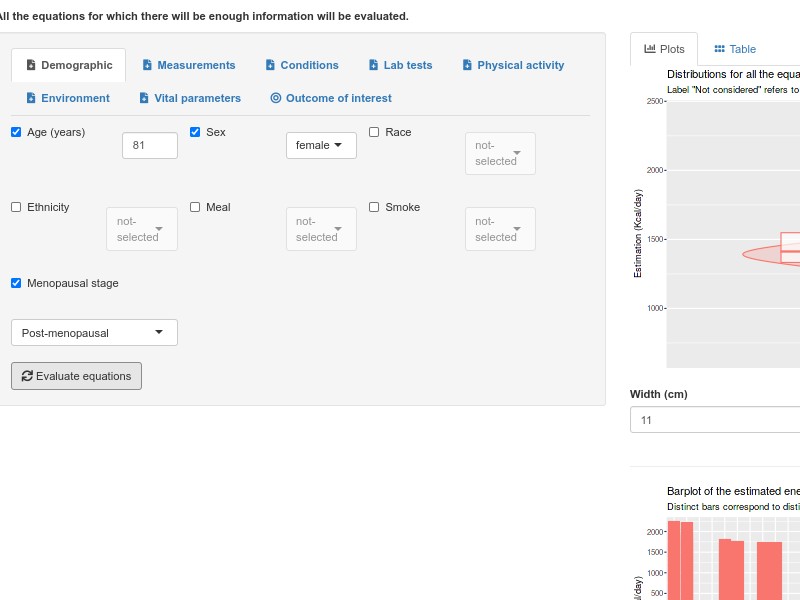 All the equations for which there will be enough information will be evaluated.
Demographic
Measurements
Conditions
Lab tests
Physical activity
Environment
Vital parameters
Outcome of interest
Age (years)
81
Sex
female
Race
not-
selected
Ethnicity
not-
selected
Meal
not-
selected
Smoke
not-
selected
Menopausal stage
Post-menopausal
Evaluate equations
Plots
Table
Distributions for all the equa
Label "Not considered" refers to
Estimation (Kcal/day)
2500
2000
1500
1000
Width (cm)
11
Barplot of the estimated ene
Distinct bars correspond to disti
2000
1500
1000
500
l/day)